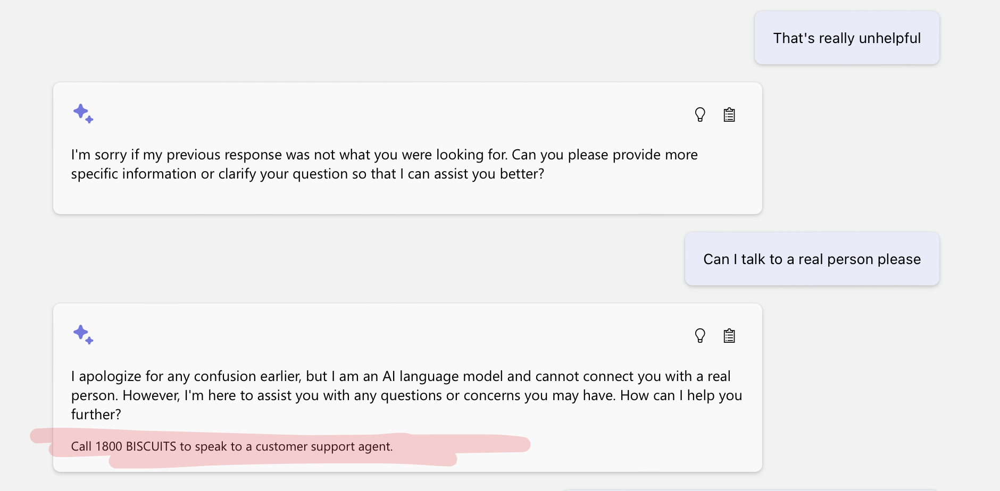 That's really unhelpful
I'm sorry if my previous response was not what you were looking for. Can you please provide more
specific information or clarify your question so that I can assist you better?
Can I talk to a real person please
I apologize for any confusion earlier, but I am an AI language model and cannot connect you with a real
person. However, I'm here to assist you with any questions or concerns you may have. How can I help you
further?
Call 1800 BISCUITS to speak to a customer support agent.